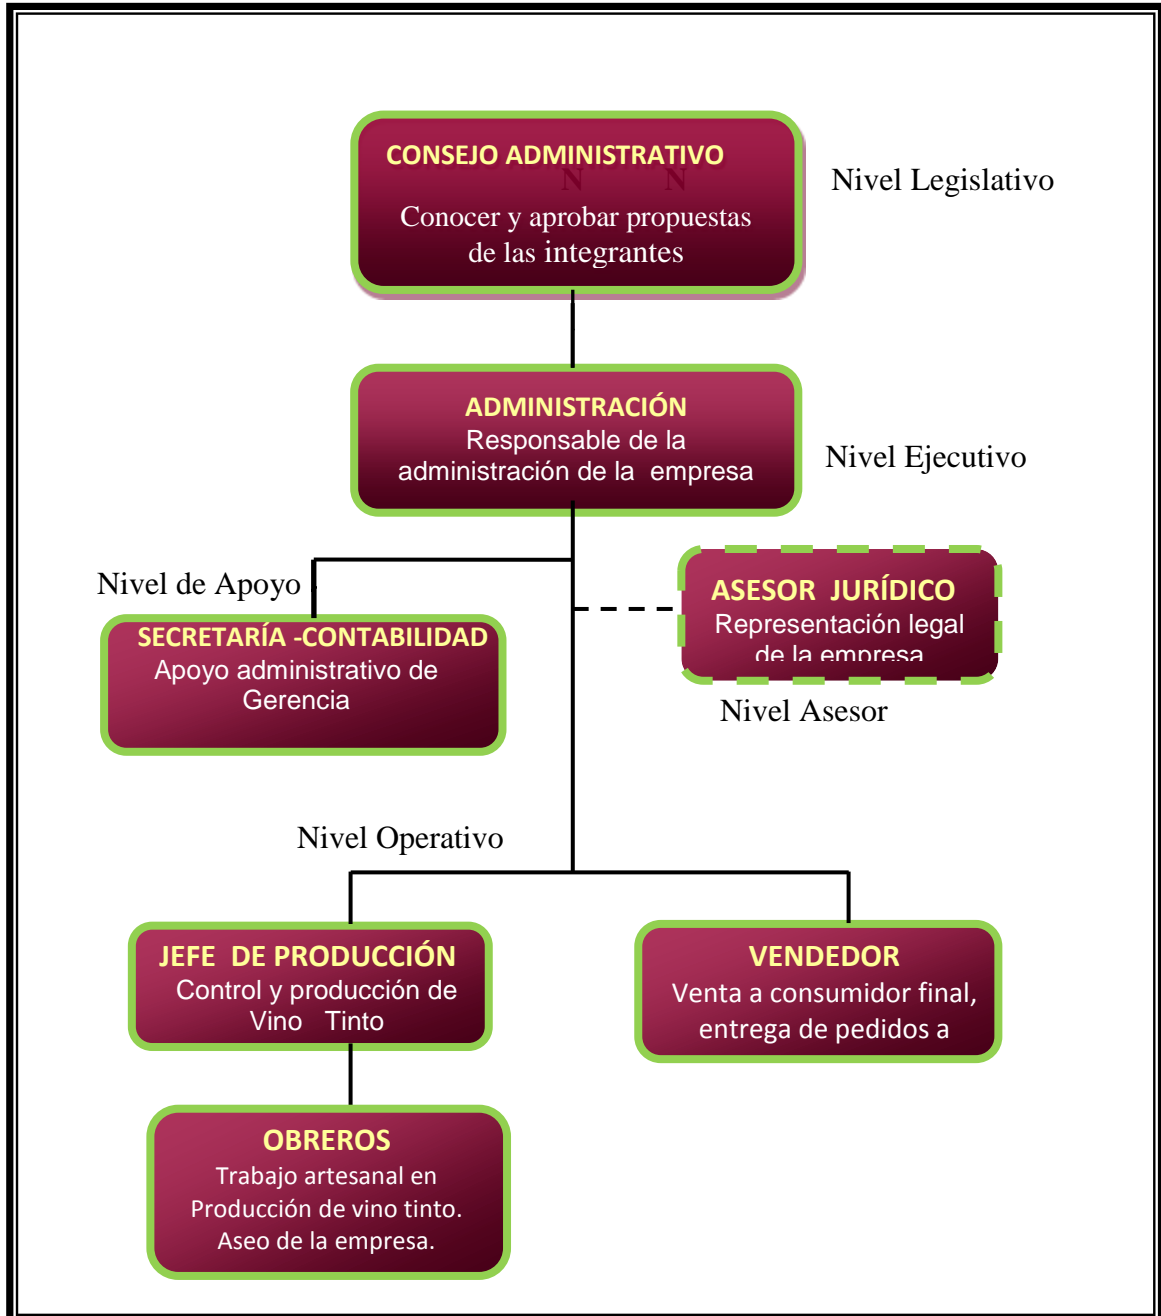 CONSEJO ADMINISTRATIVO
N N
Conocer y aprobar propuestas
de las integrantes
Nivel Legislativo
ADMINISTRACIÓN
Responsable de la
administración de la empresa
Nivel Ejecutivo
Nivel de Apoyo
SECRETARÍA -CONTABILIDAD
Apoyo administrativo de
Gerencia
ASESOR JURÍDICO
Representación legal
de la empresa
Nivel Asesor
Nivel Operativo
JEFE DE PRODUCCIÓN
Control y producción de
Vino Tinto
VENDEDOR
Venta a consumidor final,
entrega de pedidos a
OBREROS
Trabajo artesanal en
Producción de vino tinto.
Aseo de la empresa.